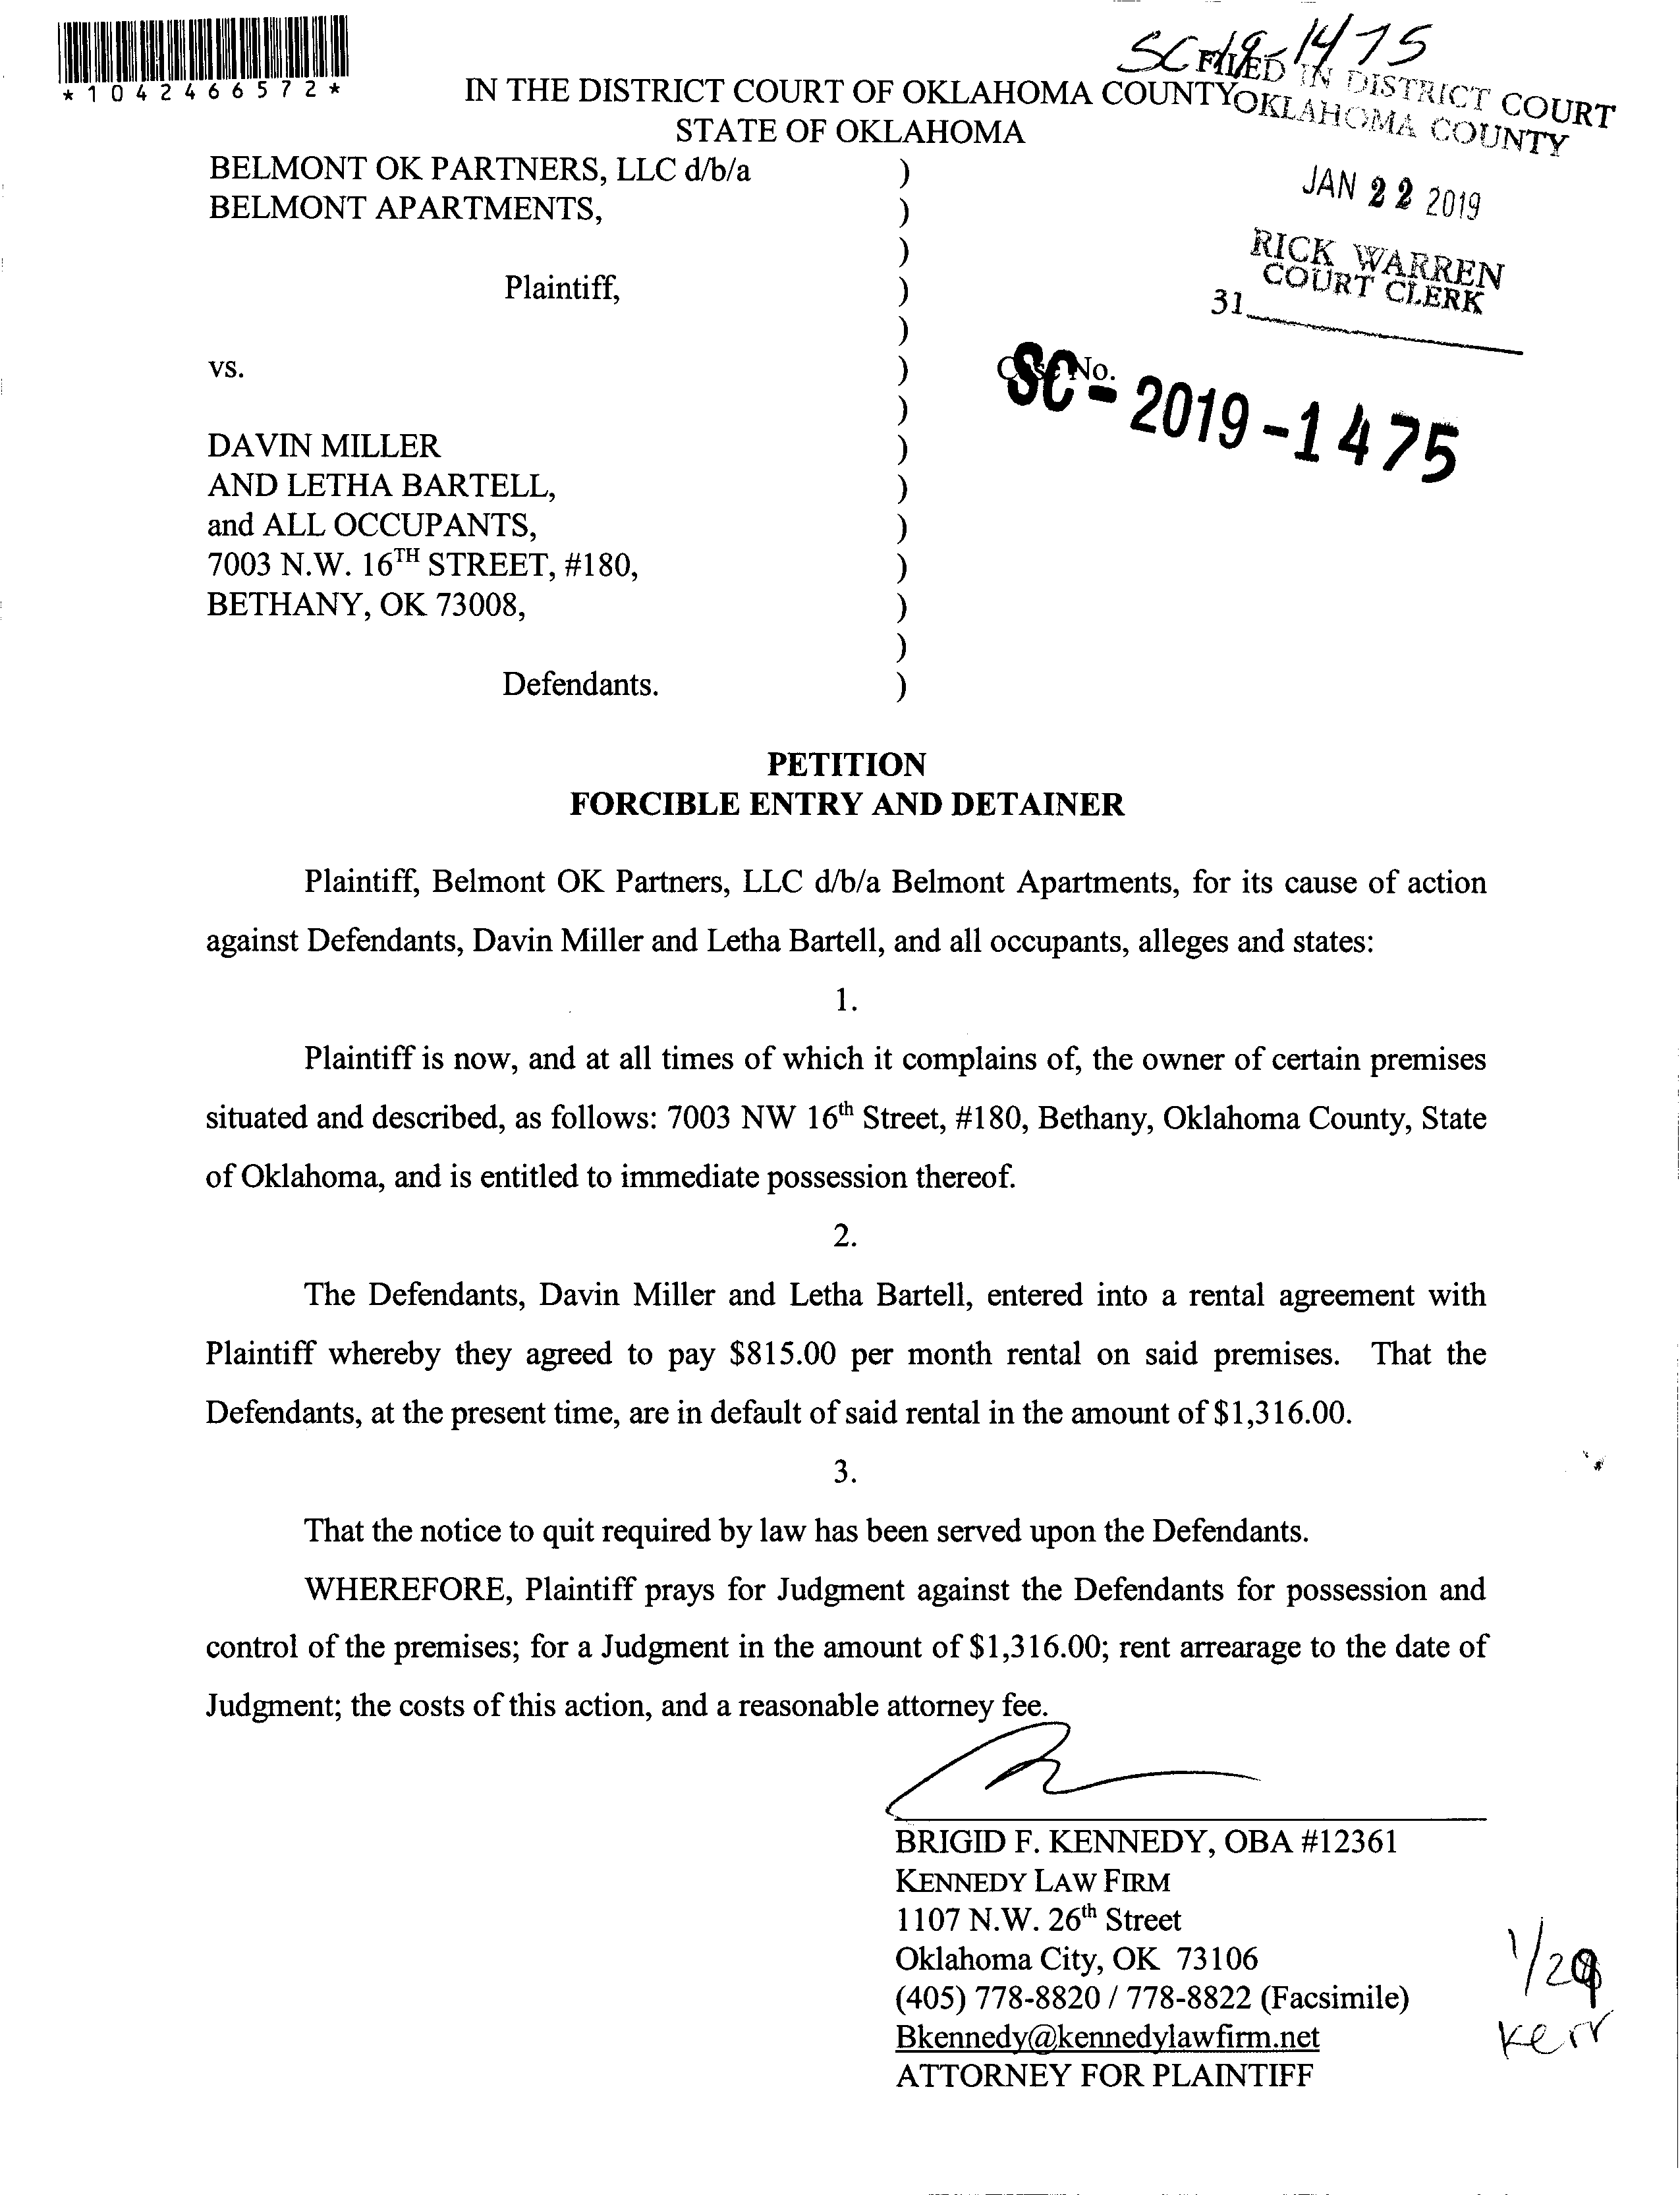 SC-19-1475
*1042466572*
FILED IN DISTRICT COURT
OKLAHOMA COUNTY
IN THE DISTRICT COURT OF OKLAHOMA COUNTY
STATE OF OKLAHOMA
JAN 22 2019
RICK WARREN
COURT CLERK
31
BELMONT OK PARTNERS, LLC d/b/a )
BELMONT APARTMENTS, )
)
Plaintiff, )
)
vs. ) Case No.
SC-2019-1475
)
DAVIN MILLER )
AND LETHA BARTELL, )
and ALL OCCUPANTS, )
7003 N.W. 16TH STREET, #180, )
BETHANY, OK 73008, )
)
Defendants. )
PETITION
FORCIBLE ENTRY AND DETAINER
Plaintiff, Belmont OK Partners, LLC d/b/a Belmont Apartments, for its cause of action
against Defendants, Davin Miller and Letha Bartell, and all occupants, alleges and states:
1.
Plaintiff is now, and at all times of which it complains of, the owner of certain premises
situated and described, as follows: 7003 NW 16th Street, #180, Bethany, Oklahoma County, State
of Oklahoma, and is entitled to immediate possession thereof.
2.
The Defendants, Davin Miller and Letha Bartell, entered into a rental agreement with
Plaintiff whereby they agreed to pay $815.00 per month rental on said premises. That the
Defendants, at the present time, are in default of said rental in the amount of $1,316.00.
3.
That the notice to quit required by law has been served upon the Defendants.
WHEREFORE, Plaintiff prays for Judgment against the Defendants for possession and
control of the premises; for a Judgment in the amount of $1,316.00; rent arrearage to the date of
Judgment; the costs of this action, and a reasonable attorney fee.
BRIGID F. KENNEDY, OBA #12361
KENNEDY LAW FIRM
1107 N.W. 26th Street
Oklahoma City, OK 73106
(405) 778-8820 / 778-8822 (Facsimile)
Bkennedy@kennedylawfirm.net
ATTORNEY FOR PLAINTIFF
1/29
Kerr